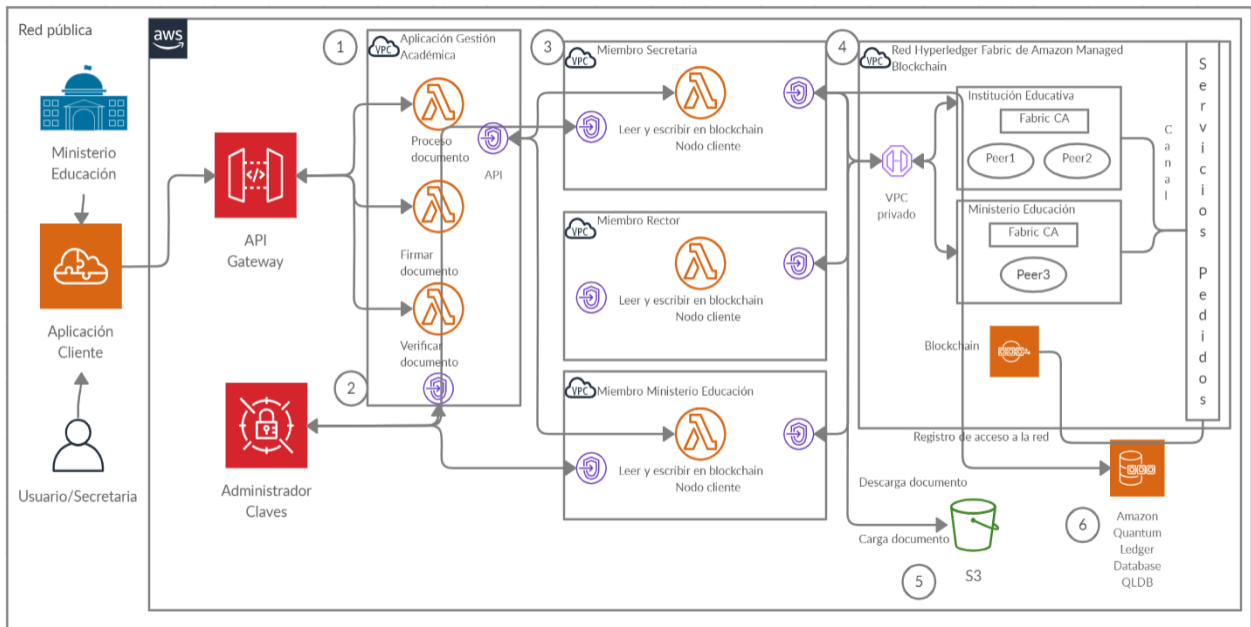 Red pública
aws
Ministerio
Educación
Aplicación
Cliente
Usuario/Secretaria
API
Gateway
Administrador
Claves
1
VPC
Aplicación Gestión
Académica
Proceso
documento
Firmar
documento
Verificar
documento
2
API
3
VPC
Miembro Secretaria
Leer y escribir en blockchain
Nodo cliente
VPC
Miembro Rector
Leer y escribir en blockchain
Nodo cliente
VPC
Miembro Ministerio Educación
Leer y escribir en blockchain
Nodo cliente
4
VPC
Red Hyperledger Fabric de Amazon Managed
Blockchain
Institución Educativa
Fabric CA
Peer1
Peer2
VPC
privado
Ministerio Educación
Fabric CA
Peer3
Canal
Servicios Pedidos
Blockchain
Registro de acceso a la red
Descarga documento
Carga documento
5
S3
6
Amazon
Quantum
Ledger
Database
QLDB